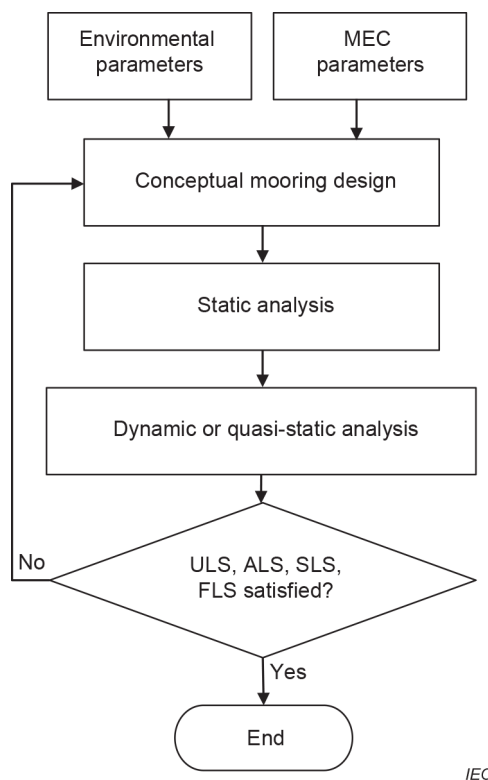 Environmental
parameters
MEC
parameters
Conceptual mooring design
Static analysis
Dynamic or quasi-static analysis
No
ULS, ALS, SLS,
FLS satisfied?
Yes
End
IEC